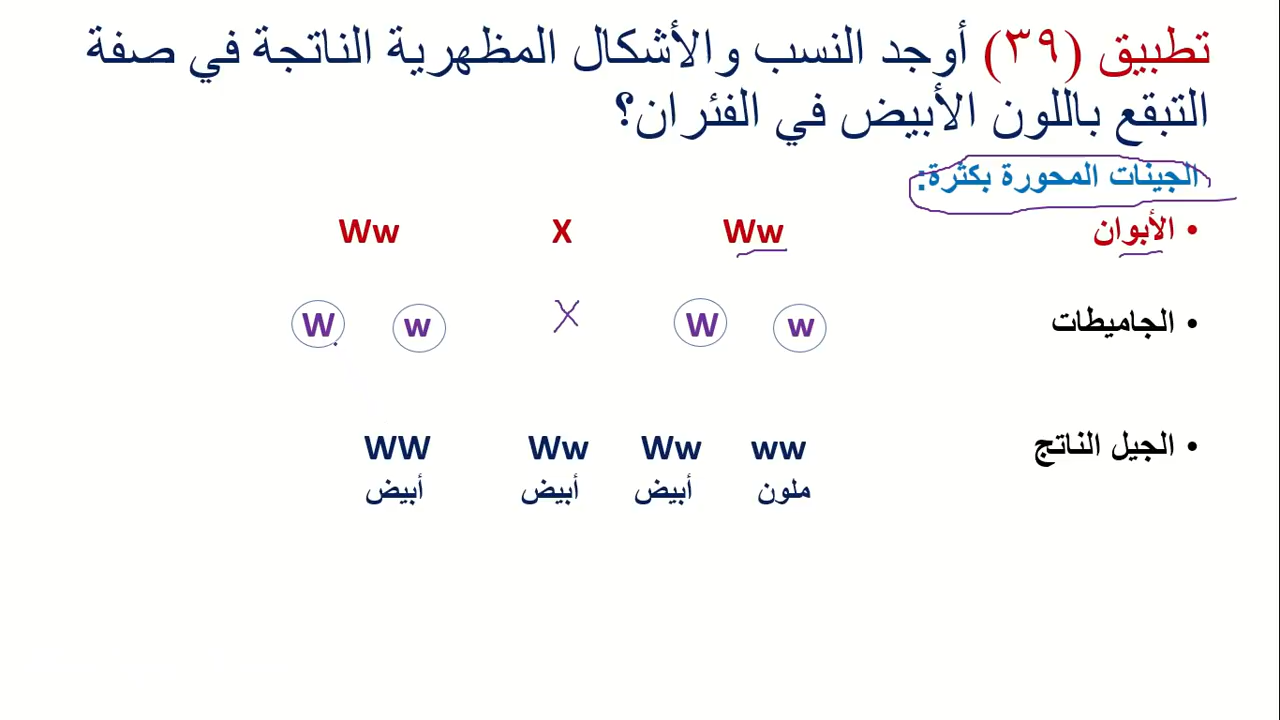 تطبيق (٣٩) أوجد النسب والأشكال المظهرية الناتجة في صفة
التبقع باللون الأبيض في الفئران؟
الجينات المحورة بكثرة:
• الأبوان Ww X Ww
• الجاميطات w W X w W
• الجيل الناتج ww Ww Ww WW
ملون أبيض أبيض أبيض